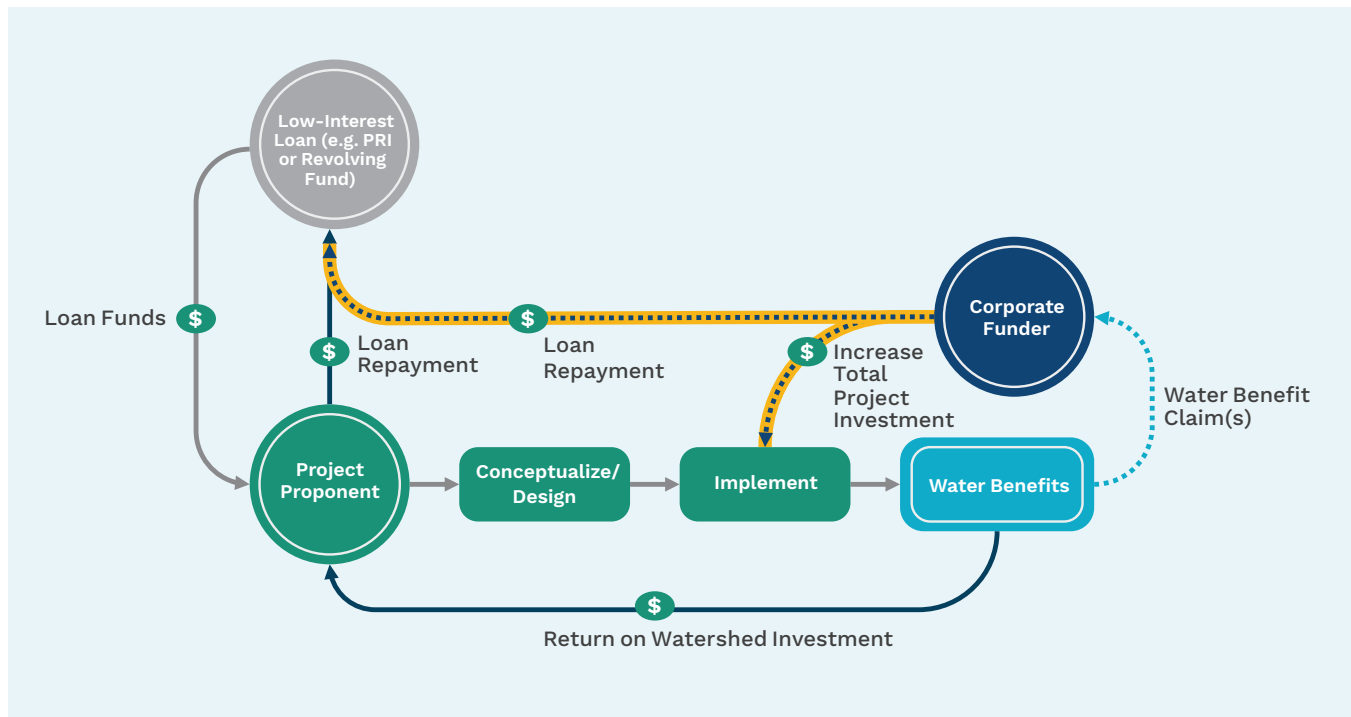 Low-Interest
Loan (e.g. PRI
or Revolving
Fund)
Loan Funds
$
$
Loan
Repayment
$
Loan
Repayment
$
Increase
Total
Project
Investment
Corporate
Funder
Water Benefit
Claim(s)
Project
Proponent
Conceptualize/
Design
Implement
Water Benefits
$
Return on Watershed Investment